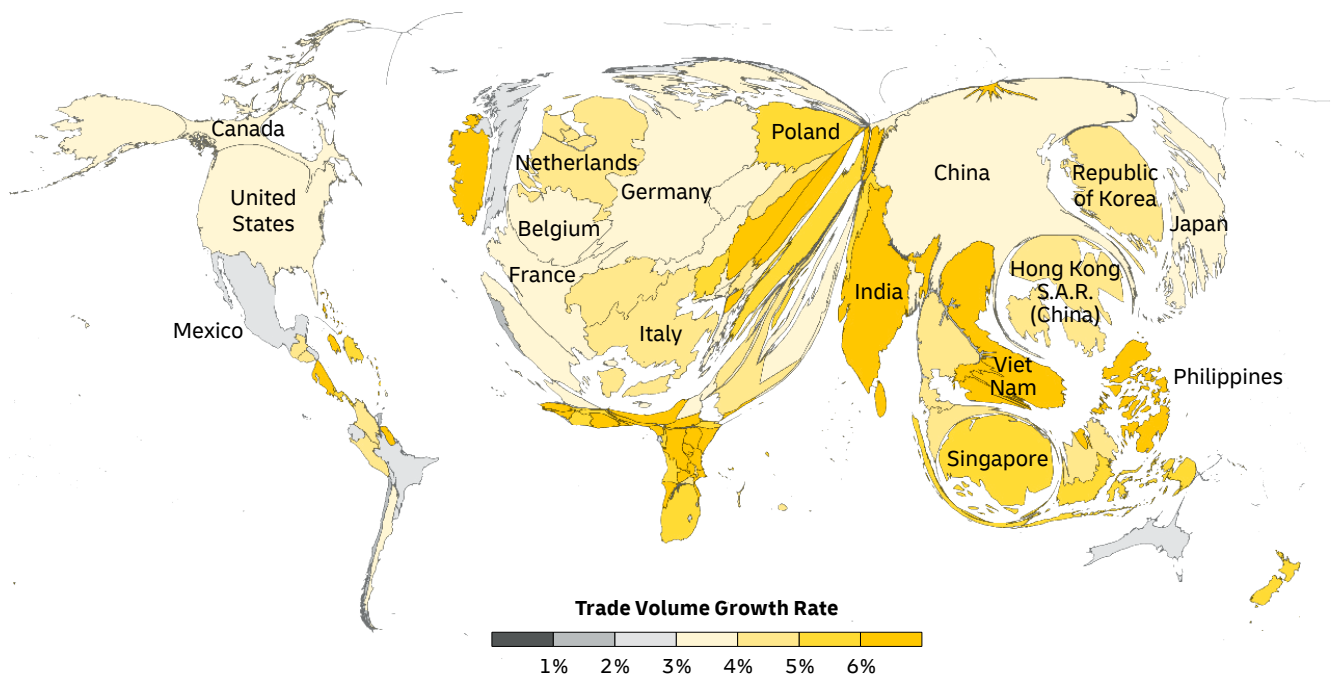 Canada
United
States
Mexico
Netherlands
Germany
Belgium
France
Italy
Poland
China
Republic
of Korea
Japan
Hong Kong
S.A.R.
(China)
India
Viet
Nam
Philippines
Singapore
Trade Volume Growth Rate
1% 2% 3% 4% 5% 6%